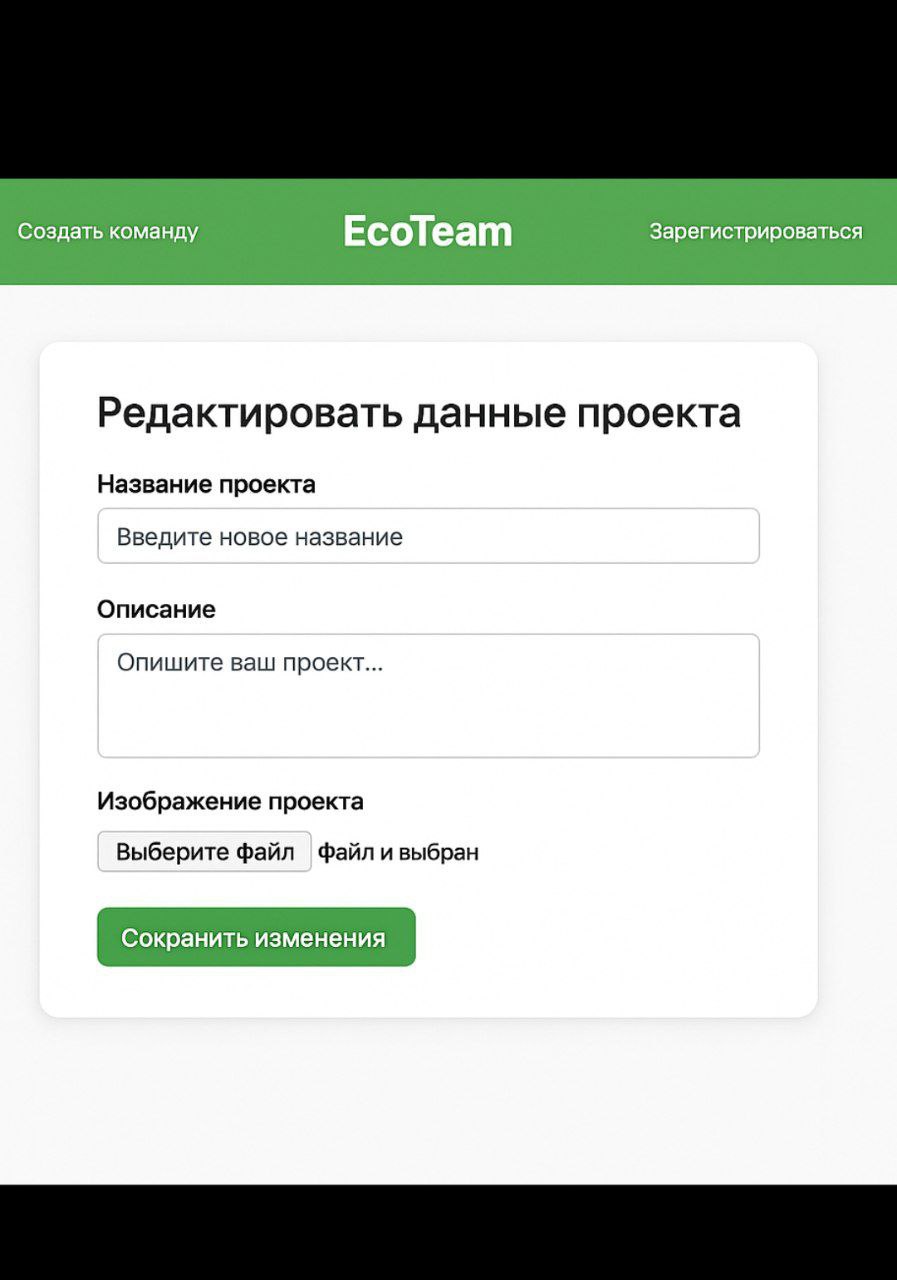 Создать команду
EcoTeam
Зарегистрироваться
Редактировать данные проекта
Название проекта
Введите новое название
Описание
Опишите ваш проект...
Изображение проекта
Выберите файл файл и выбран
Сокранить изменения